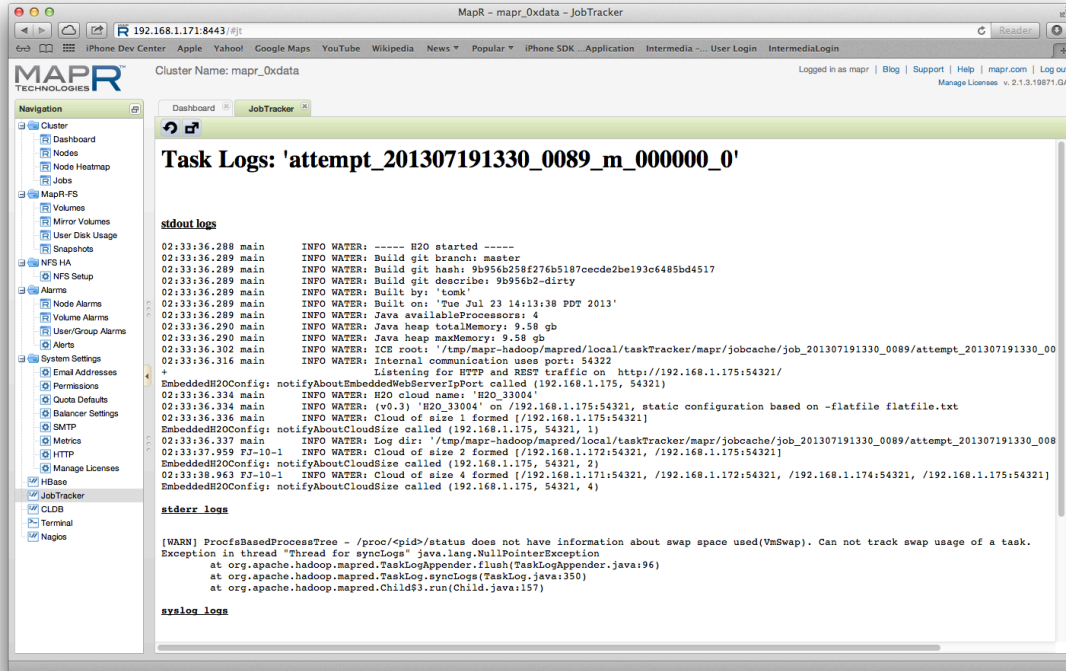 MapR – mapr_0xdata – JobTracker
192.168.1.171:8443/#jt
Reader
iPhone Dev Center Apple Yahoo! Google Maps YouTube Wikipedia News Popular iPhone SDK ...Application Intermedia –... User Login IntermediaLogin
MAPR
TECHNOLOGIES
Cluster Name: mapr_0xdata
Logged in as mapr | Blog | Support | Help | mapr.com | Log out
Manage Licenses v. 2.1.3.19871.GA
Navigation
Cluster
Dashboard
Nodes
Node Heatmap
Jobs
MapR-FS
Volumes
Mirror Volumes
User Disk Usage
Snapshots
NFS HA
NFS Setup
Alarms
Node Alarms
Volume Alarms
User/Group Alarms
Alerts
System Settings
Email Addresses
Permissions
Quota Defaults
Balancer Settings
SMTP
Metrics
HTTP
Manage Licenses
HBase
JobTracker
CLDB
Terminal
Nagios
Dashboard
JobTracker
Task Logs: 'attempt_201307191330_0089_m_000000_0'
stdout logs
02:33:36.288 main INFO WATER: ----- H2O started -----
02:33:36.289 main INFO WATER: Build git branch: master
02:33:36.289 main INFO WATER: Build git hash: 9b956b258f276b5187cecde2be193c6485bd4517
02:33:36.289 main INFO WATER: Build git describe: 9b956b2-dirty
02:33:36.289 main INFO WATER: Built by: 'tomk'
02:33:36.289 main INFO WATER: Built on: 'Tue Jul 23 14:13:38 PDT 2013'
02:33:36.289 main INFO WATER: Java availableProcessors: 4
02:33:36.290 main INFO WATER: Java heap totalMemory: 9.58 gb
02:33:36.290 main INFO WATER: Java heap maxMemory: 9.58 gb
02:33:36.302 main INFO WATER: ICE root: '/tmp/mapr-hadoop/mapred/local/taskTracker/mapr/jobcache/job_201307191330_0089/attempt_201307191330_00
02:33:36.316 main INFO WATER: Internal communication uses port: 54322
+ Listening for HTTP and REST traffic on http://192.168.1.175:54321/
EmbeddedH2OConfig: notifyAboutEmbeddedWebServerIpPort called (192.168.1.175, 54321)
02:33:36.334 main INFO WATER: H2O cloud name: 'H2O_33004'
02:33:36.334 main INFO WATER: (v0.3) 'H2O_33004' on /192.168.1.175:54321, static configuration based on -flatfile flatfile.txt
02:33:36.336 main INFO WATER: Cloud of size 1 formed [/192.168.1.175:54321]
EmbeddedH2OConfig: notifyAboutCloudSize called (192.168.1.175, 54321, 1)
02:33:36.337 main INFO WATER: Log dir: '/tmp/mapr-hadoop/mapred/local/taskTracker/mapr/jobcache/job_201307191330_0089/attempt_201307191330_008
02:33:37.959 FJ-10-1 INFO WATER: Cloud of size 2 formed [/192.168.1.172:54321, /192.168.1.175:54321]
EmbeddedH2OConfig: notifyAboutCloudSize called (192.168.1.175, 54321, 2)
02:33:38.963 FJ-10-1 INFO WATER: Cloud of size 4 formed [/192.168.1.171:54321, /192.168.1.172:54321, /192.168.1.174:54321, /192.168.1.175:54321]
EmbeddedH2OConfig: notifyAboutCloudSize called (192.168.1.175, 54321, 4)
stderr logs
[WARN] ProcfsBasedProcessTree - /proc/<pid>/status does not have information about swap space used(VmSwap). Can not track swap usage of a task.
Exception in thread "Thread for syncLogs" java.lang.NullPointerException
at org.apache.hadoop.mapred.TaskLogAppender.flush(TaskLogAppender.java:96)
at org.apache.hadoop.mapred.TaskLog.syncLogs(TaskLog.java:350)
at org.apache.hadoop.mapred.Child$3.run(Child.java:157)
syslog logs